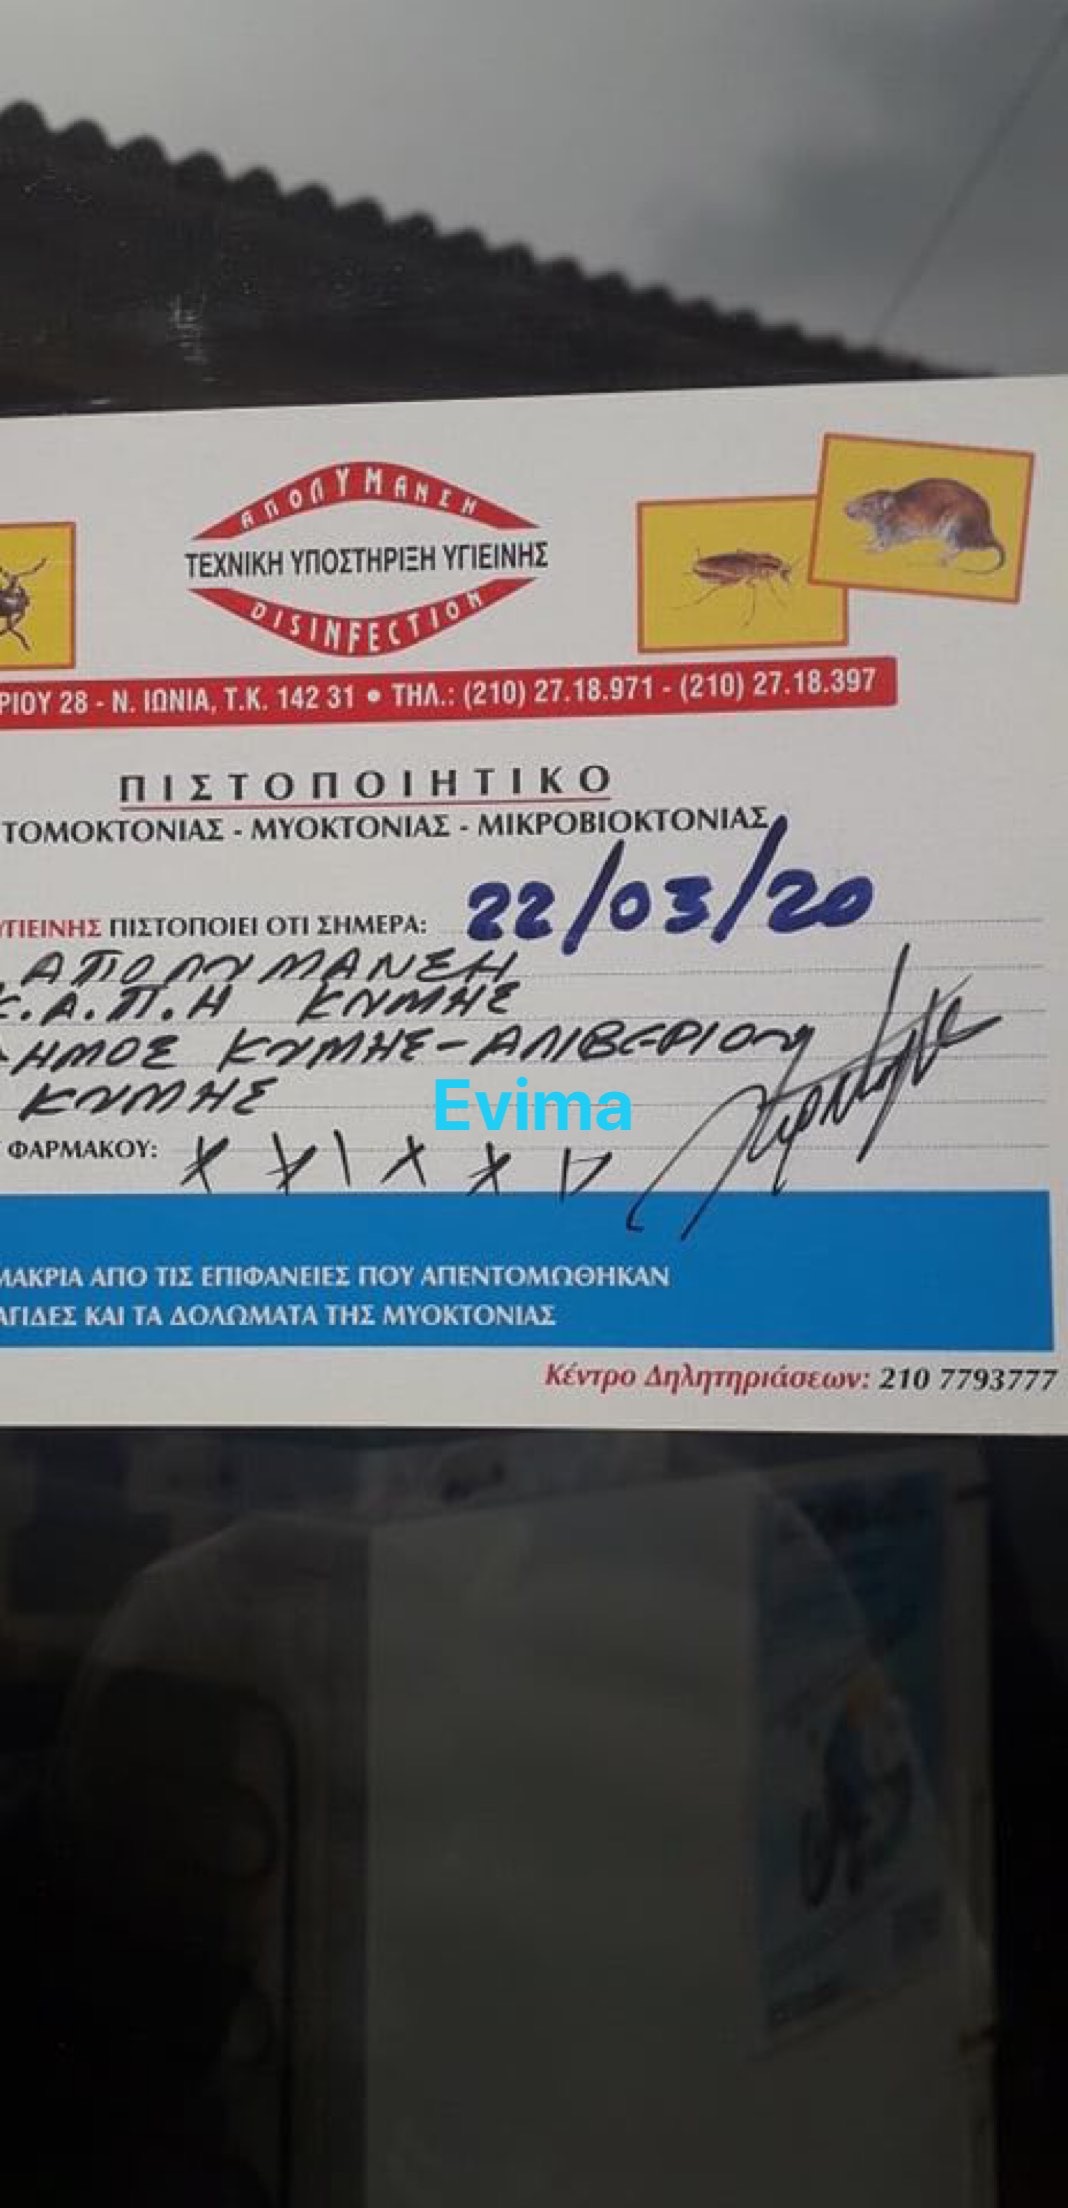 ΑΠΟΛΥΜΑΝΣΗ
ΤΕΧΝΙΚΗ ΥΠΟΣΤΗΡΙΞΗ ΥΓΙΕΙΝΗΣ
DISINFECTION
ΡΙΟΥ 28 - Ν. ΙΩΝΙΑ, Τ.Κ. 142 31 • ΤΗΛ.: (210) 27.18.971 - (210) 27.18.397
ΠΙΣΤΟΠΟΙΗΤΙΚΟ
ΤΟΜΟΚΤΟΝΙΑΣ - ΜΥΟΚΤΟΝΙΑΣ - ΜΙΚΡΟΒΙΟΚΤΟΝΙΑΣ
ΥΓΙΕΙΝΗΣ ΠΙΣΤΟΠΟΙΕΙ ΟΤΙ ΣΗΜΕΡΑ: 22/03/20
ΑΠΟΛΥΜΑΝΣΗ
Κ.Α.Π.Η ΚΥΜΗΣ
ΔΗΜΟΣ ΚΥΜΗΣ-ΑΛΙΒΕΡΙΟΥ
ΚΥΜΗΣ
Evima
ΦΑΡΜΑΚΟΥ:
ΜΑΚΡΙΑ ΑΠΟ ΤΙΣ ΕΠΙΦΑΝΕΙΕΣ ΠΟΥ ΑΠΕΝΤΟΜΩΘΗΚΑΝ
ΑΓΙΔΕΣ ΚΑΙ ΤΑ ΔΟΛΩΜΑΤΑ ΤΗΣ ΜΥΟΚΤΟΝΙΑΣ
Κέντρο Δηλητηριάσεων: 210 7793777